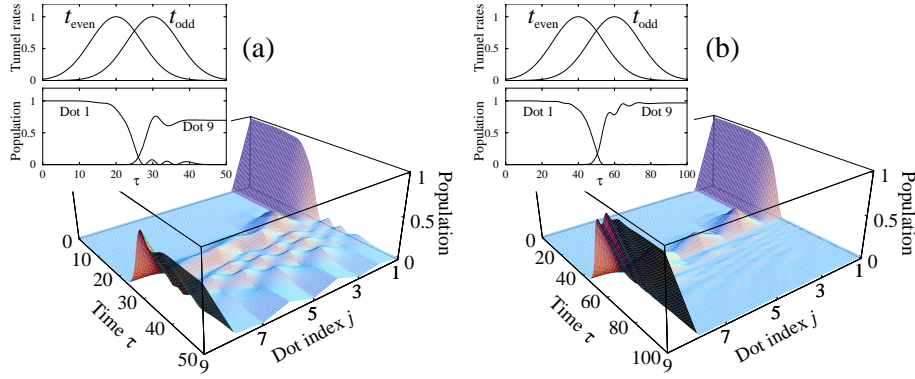 Tunnel rates
1
0.5
0
t_even
t_odd
(a)
Population
1
0.5
0
Dot 1
Dot 9
0 10 20 30 40 50
τ
1
0.5
0
Population
0
10
20
30
40
50
Time τ
9
7
5
3
1
Dot index j
Tunnel rates
1
0.5
0
t_even
t_odd
(b)
Population
1
0.5
0
Dot 1
Dot 9
0 20 40 60 80 100
τ
1
0.5
0
Population
0
20
40
60
80
100
Time τ
9
7
5
3
1
Dot index j